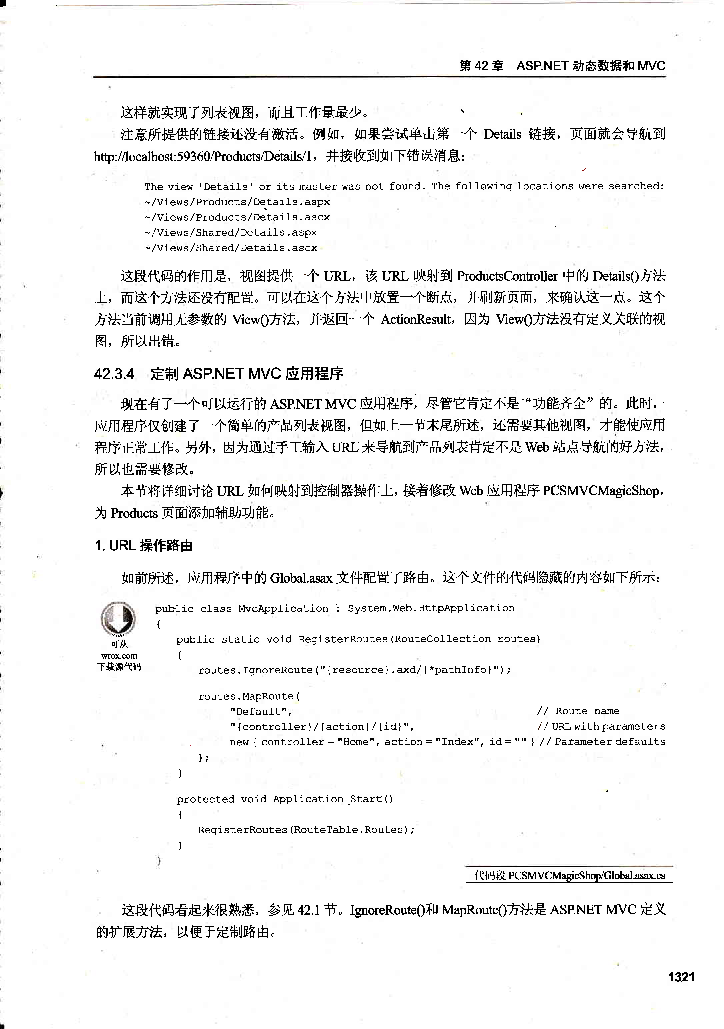 第 42 章 ASP.NET 动态数据和 MVC
这样就实现了列表视图，而且工作量最少。
注意所提供的链接还没有激活。例如，如果尝试单击第一个 Details 链接，页面就会导航到
http://localhost:59360/Products/Details/1，并接收到如下错误消息：
The view 'Details' or its master was not found. The following locations were searched:
~/Views/Products/Details.aspx
~/Views/Products/Details.ascx
~/Views/Shared/Details.aspx
~/Views/Shared/Details.ascx
这段代码的作用是，视图提供一个 URL，该 URL 映射到 ProductsController 中的 Details()方法
上，而这个方法还没有配置。可以在这个方法中放置一个断点，并刷新页面，来确认这一点。这个
方法当前调用无参数的 View()方法，并返回一个 ActionResult，因为 View()方法没有定义关联的视
图，所以出错。
42.3.4 定制 ASP.NET MVC 应用程序
现在有了一个可以运行的 ASP.NET MVC 应用程序，尽管它肯定不是“功能齐全”的。此时，
应用程序仅创建了一个简单的产品列表视图，但如上一节末尾所述，还需要其他视图，才能使应用
程序正常工作。另外，因为通过手工输入 URL 来导航到产品列表肯定不是 Web 站点导航的好方法，
所以也需要修改。
本节将详细讨论 URL 如何映射到控制器操作上，接着修改 Web 应用程序 PCSMVCMagicShop，
为 Products 页面添加辅助功能。
1. URL 操作路由
如前所述，应用程序中的 Global.asax 文件配置了路由。这个文件的代码隐藏的内容如下所示：
可从
wrox.com
下载源代码
public class MvcApplication : System.Web.HttpApplication
{
public static void RegisterRoutes(RouteCollection routes)
{
routes.IgnoreRoute("{resource}.axd/{*pathInfo}");
routes.MapRoute(
"Default", // Route name
"{controller}/{action}/{id}", // URL with parameters
new { controller = "Home", action = "Index", id = "" } // Parameter defaults
);
}
protected void Application_Start()
{
RegisterRoutes(RouteTable.Routes);
}
}
代码段 PCSMVCMagicShop/Global.asax.cs
这段代码看起来很熟悉，参见 42.1 节。IgnoreRoute()和 MapRoute()方法是 ASP.NET MVC 定义
的扩展方法，以便于定制路由。
1321